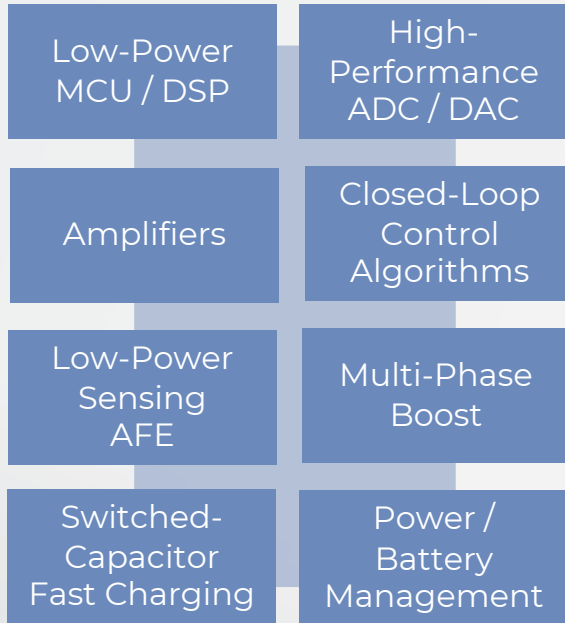 Low-Power
MCU / DSP
High-
Performance
ADC / DAC
Amplifiers
Closed-Loop
Control
Algorithms
Low-Power
Sensing
AFE
Multi-Phase
Boost
Switched-
Capacitor
Fast Charging
Power /
Battery
Management